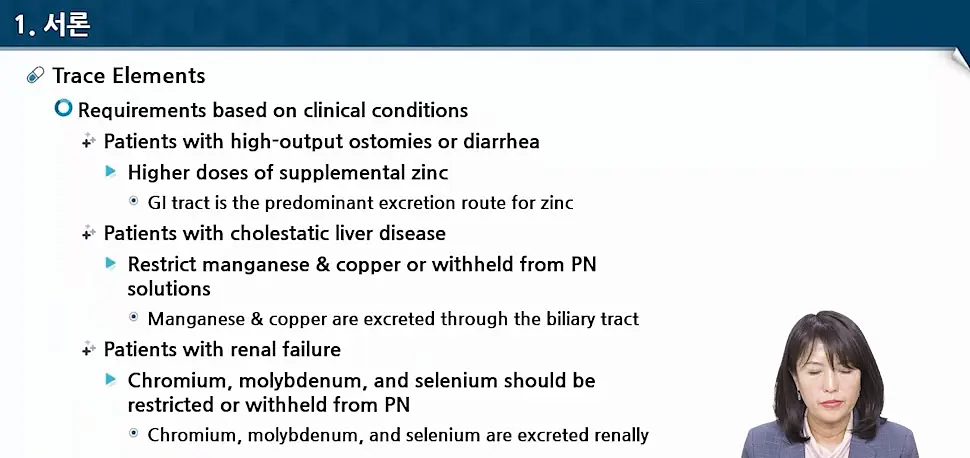 1. 서론
Trace Elements
Requirements based on clinical conditions
Patients with high-output ostomies or diarrhea
Higher doses of supplemental zinc
GI tract is the predominant excretion route for zinc
Patients with cholestatic liver disease
Restrict manganese & copper or withheld from PN
solutions
Manganese & copper are excreted through the biliary tract
Patients with renal failure
Chromium, molybdenum, and selenium should be
restricted or withheld from PN
Chromium, molybdenum, and selenium are excreted renally